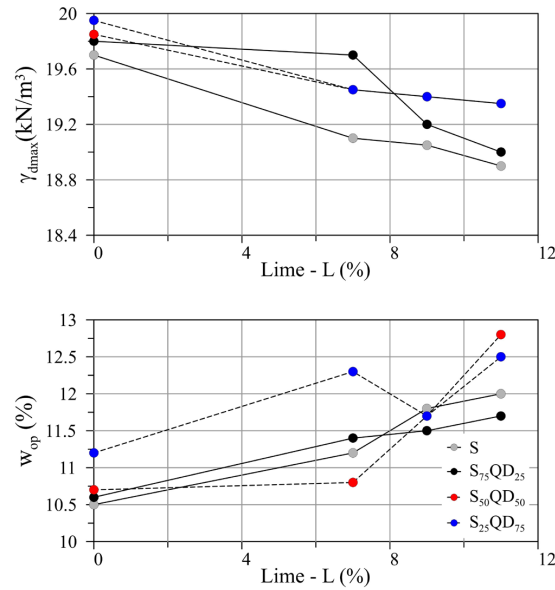 20
19.6
19.2
18.8
18.4
γdmax(kN/m³)
0 4 8 12
Lime - L (%)
13
12.5
12
11.5
11
10.5
10
wop (%)
S
S75QD25
S50QD50
S25QD75
0 4 8 12
Lime - L (%)